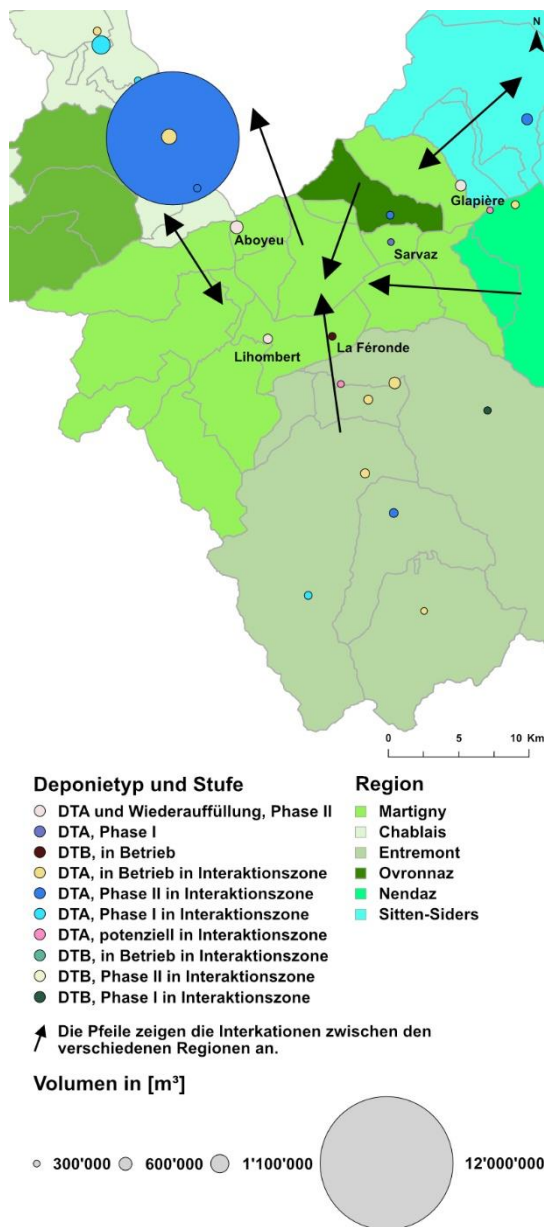 N
Glapière
Aboyeu
Sarvaz
Lihombert
La Féronde
0 5 10 Km
Deponietyp und Stufe
DTA und Wiederauffüllung, Phase II
DTA, Phase I
DTB, in Betrieb
DTA, in Betrieb in Interaktionszone
DTA, Phase II in Interaktionszone
DTA, Phase I in Interaktionszone
DTA, potenziell in Interaktionszone
DTB, in Betrieb in Interaktionszone
DTB, Phase II in Interaktionszone
DTB, Phase I in Interaktionszone
Region
Martigny
Chablais
Entremont
Ovronnaz
Nendaz
Sitten-Siders
Die Pfeile zeigen die Interkationen zwischen den
verschiedenen Regionen an.
Volumen in [m³]
300'000 600'000 1'100'000 12'000'000